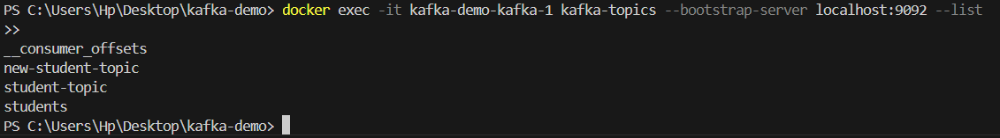 PS C:\Users\Hp\Desktop\kafka-demo> docker exec -it kafka-demo-kafka-1 kafka-topics --bootstrap-server localhost:9092 --list
>>
__consumer_offsets
new-student-topic
student-topic
students
PS C:\Users\Hp\Desktop\kafka-demo>